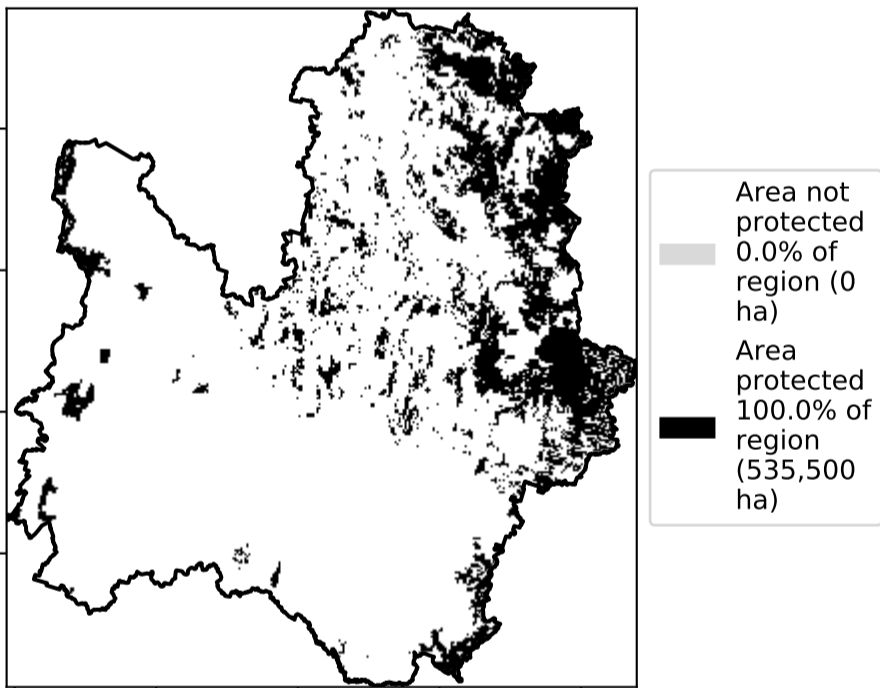 Area not
protected
0.0% of
region (0
ha)
Area
protected
100.0% of
region
(535,500
ha)